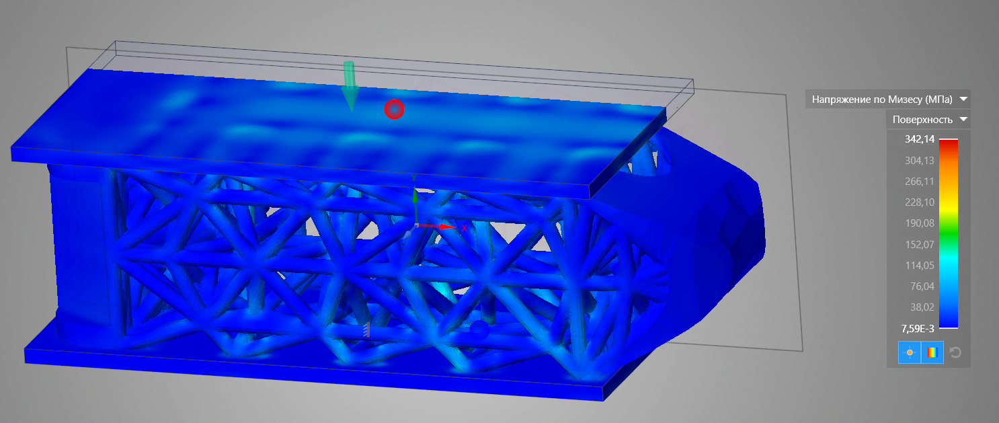 Напряжение по Мизесу (МПа)
Поверхность
342,14
304,13
266,11
228,10
190,08
152,07
114,05
76,04
38,02
7,59E-3
Y
X